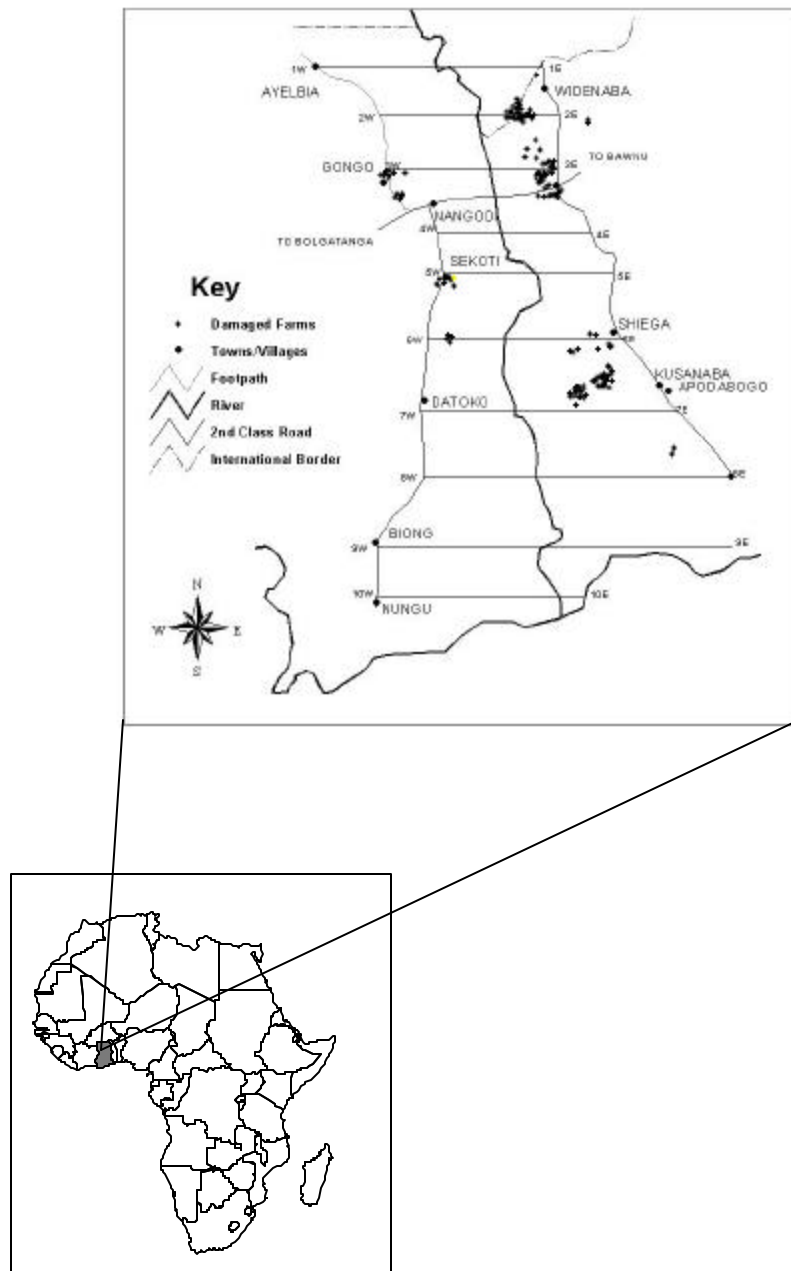 1W
1E
AYELBIA
WIDENABA
2W
2E
TO BAWKU
GONGO
3W
3E
NANGOO
TO BOLGATANGA
4W
4E
SEKOTI
5W
5E
Key
Damaged Farms
Towns/Villages
Footpath
River
2nd Class Road
International Border
SHIEGA
6W
6E
KUSANABA
APODABOGO
DATOKO
7W
7E
8W
8E
BIONG
9W
9E
10W
10E
NUNGU
N
W E
S